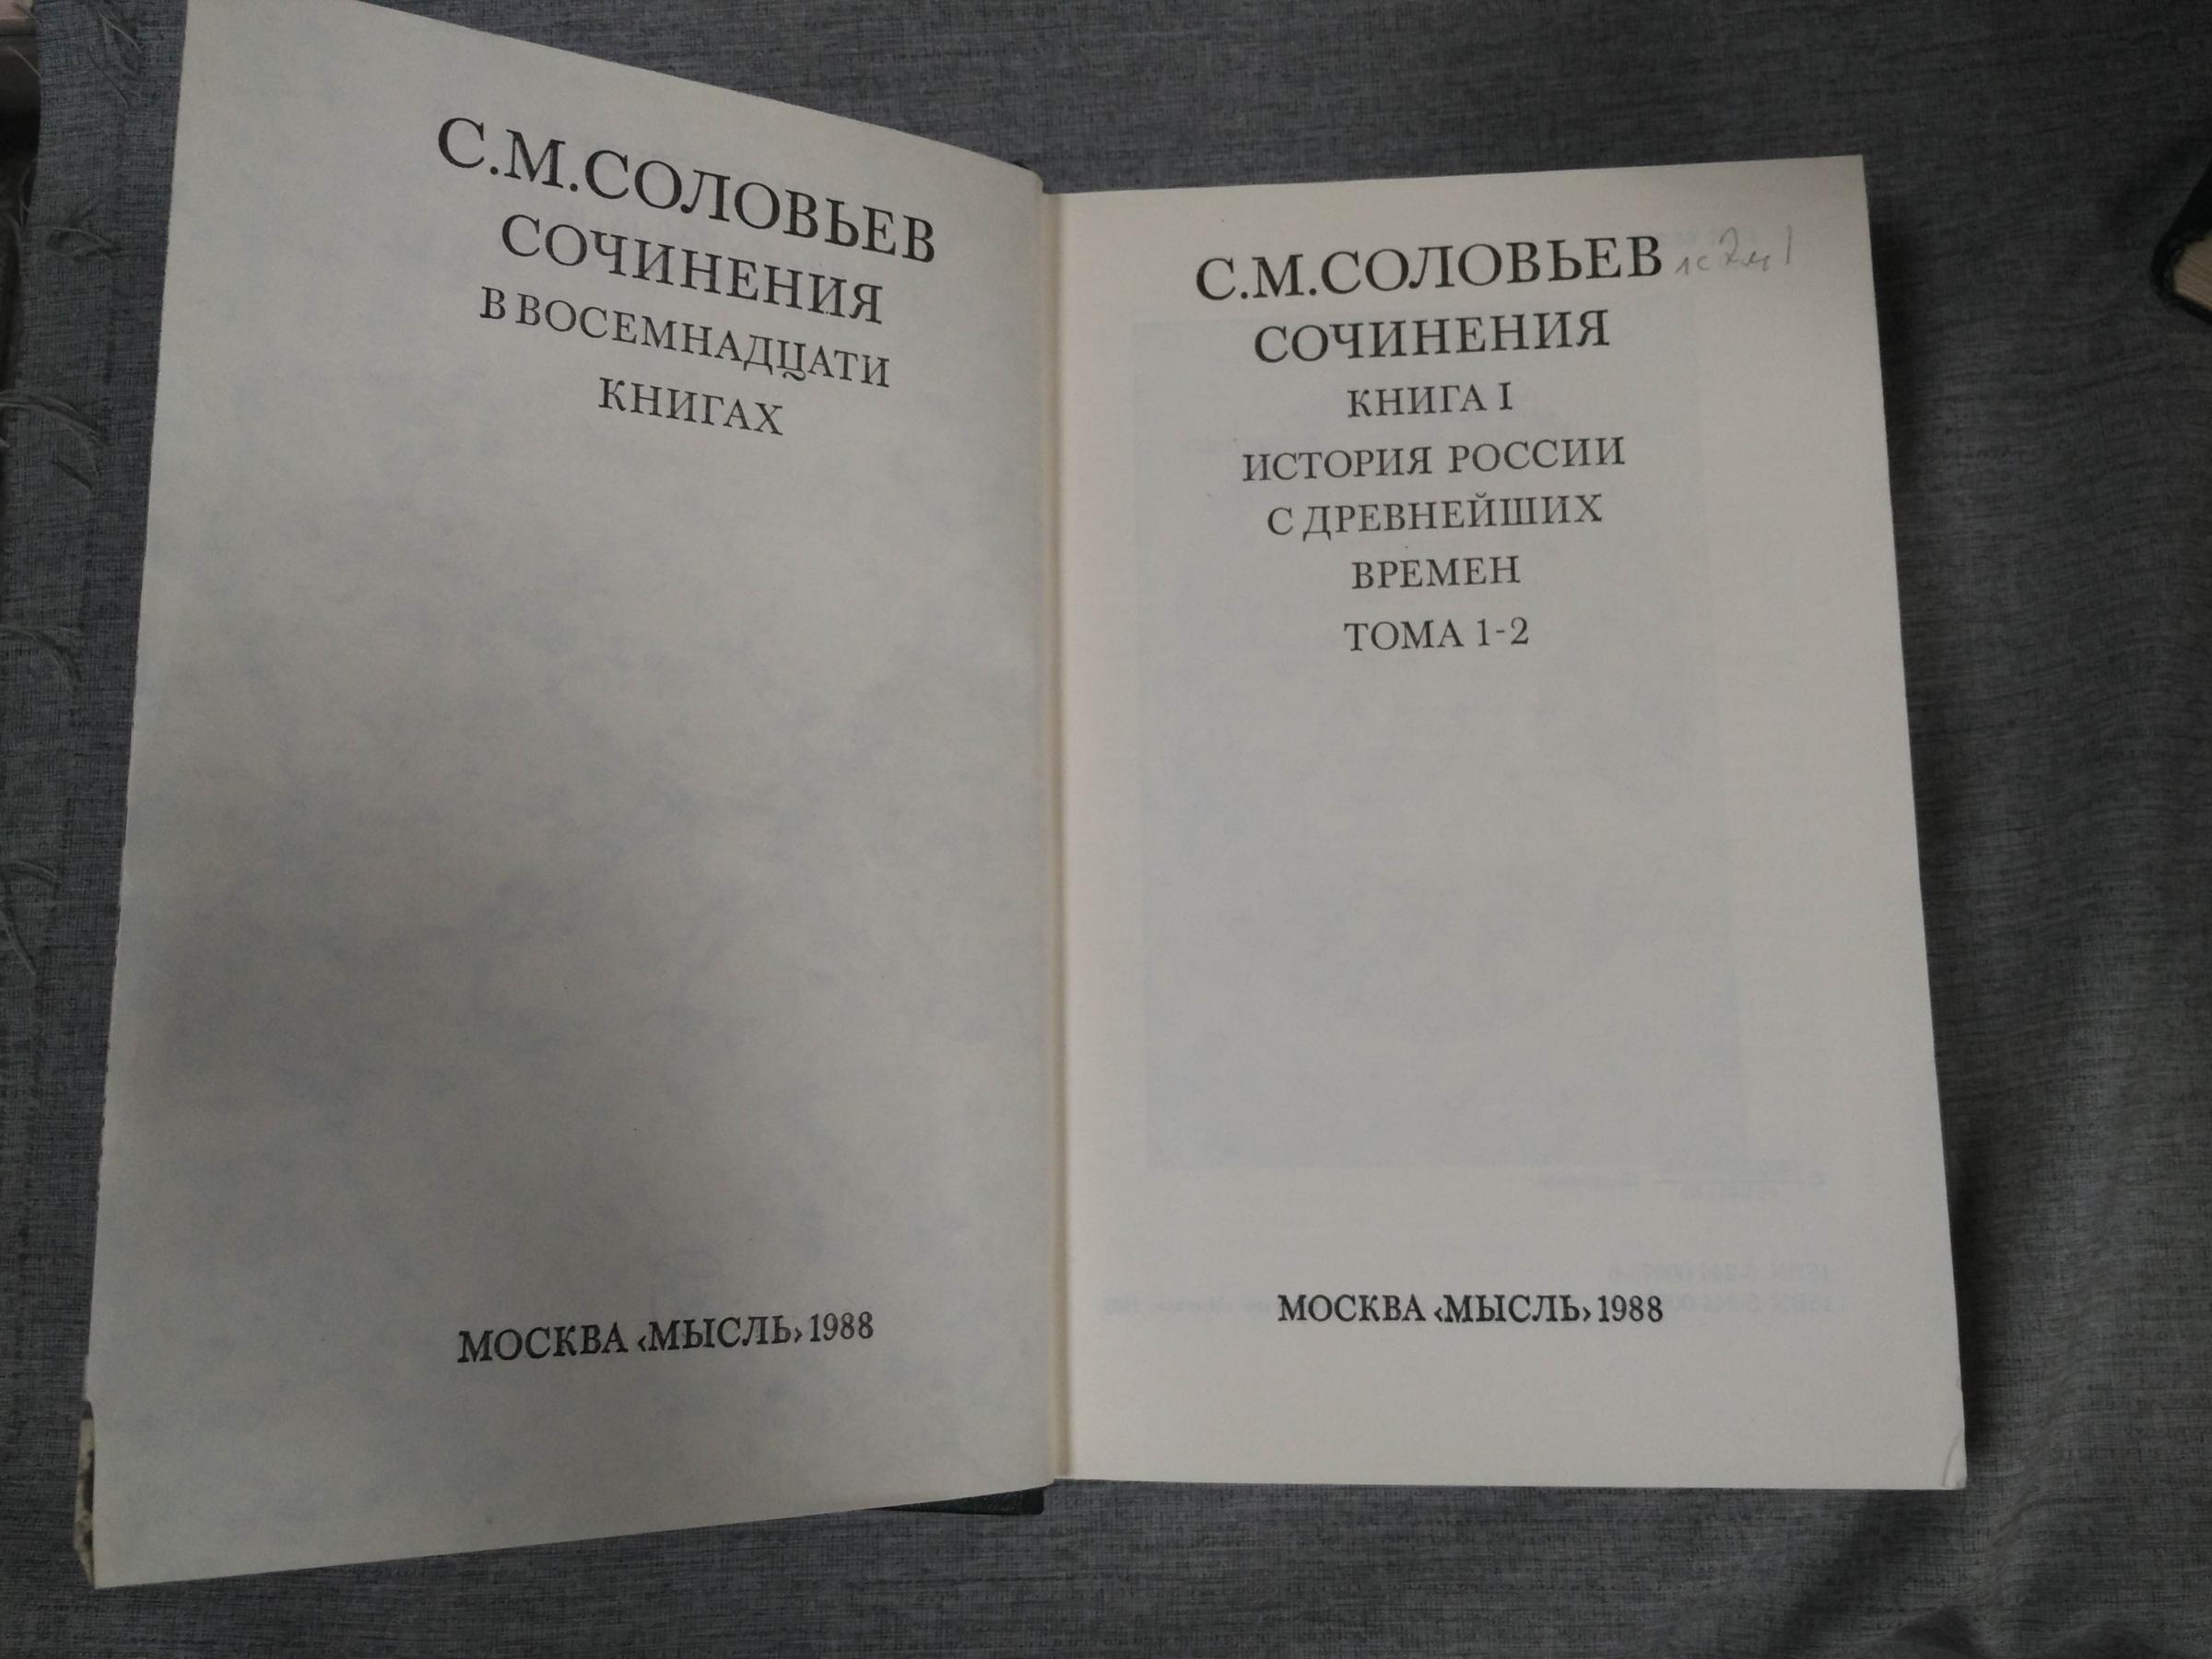 С.М.СОЛОВЬЕВ
СОЧИНЕНИЯ
В ВОСЕМНАДЦАТИ
КНИГАХ
МОСКВА ‹МЫСЛЬ› 1988
С.М.СОЛОВЬЕВ
СОЧИНЕНИЯ
КНИГА I
ИСТОРИЯ РОССИИ
С ДРЕВНЕЙШИХ
ВРЕМЕН
ТОМА 1-2
МОСКВА ‹МЫСЛЬ› 1988